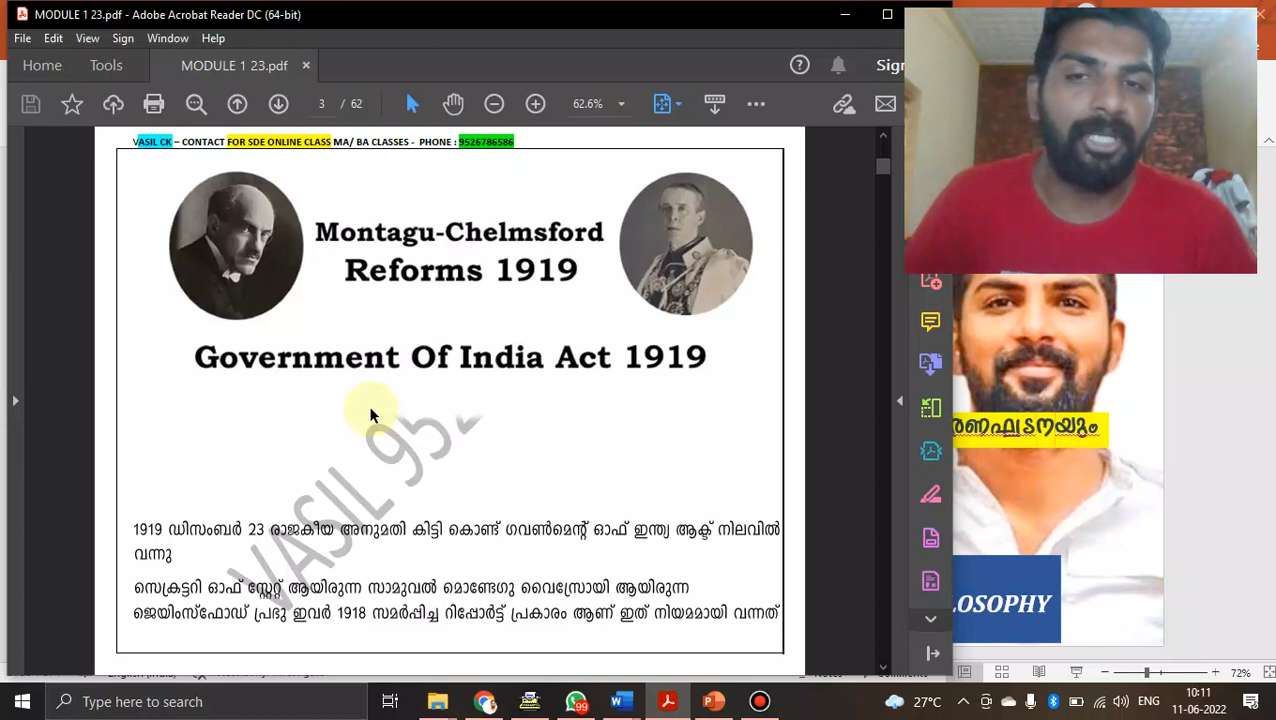 MODULE 1 23.pdf - Adobe Acrobat Reader DC (64-bit)
File Edit View Sign Window Help
Home Tools MODULE 1 23.pdf × Sign
3 / 62 62.6%
VASIL CK – CONTACT FOR SDE ONLINE CLASS MA/ BA CLASSES - PHONE : 9526786586
Montagu-Chelmsford
Reforms 1919
Government Of India Act 1919
VASIL 952
1919 ഡിസംബർ 23 രാജകീയ അനുമതി കിട്ടി കൊണ്ട് ഗവൺമെന്റ് ഓഫ് ഇന്ത്യ ആക്ട് നിലവിൽ
വന്നു
സെക്രട്ടറി ഓഫ് സ്റ്റേറ്റ് ആയിരുന്ന സാമുവൽ മൊണ്ടേഗു വൈസ്രോയി ആയിരുന്ന
ജെയിംസ്ഫോഡ് പ്രഭു ഇവർ 1918 സമർപ്പിച്ച റിപ്പോർട്ട് പ്രകാരം ആണ് ഇത് നിയമമായി വന്നത്
രണഘടനയും
LOSOPHY
72%
Type here to search
99
27°C ENG
10:11
11-06-2022